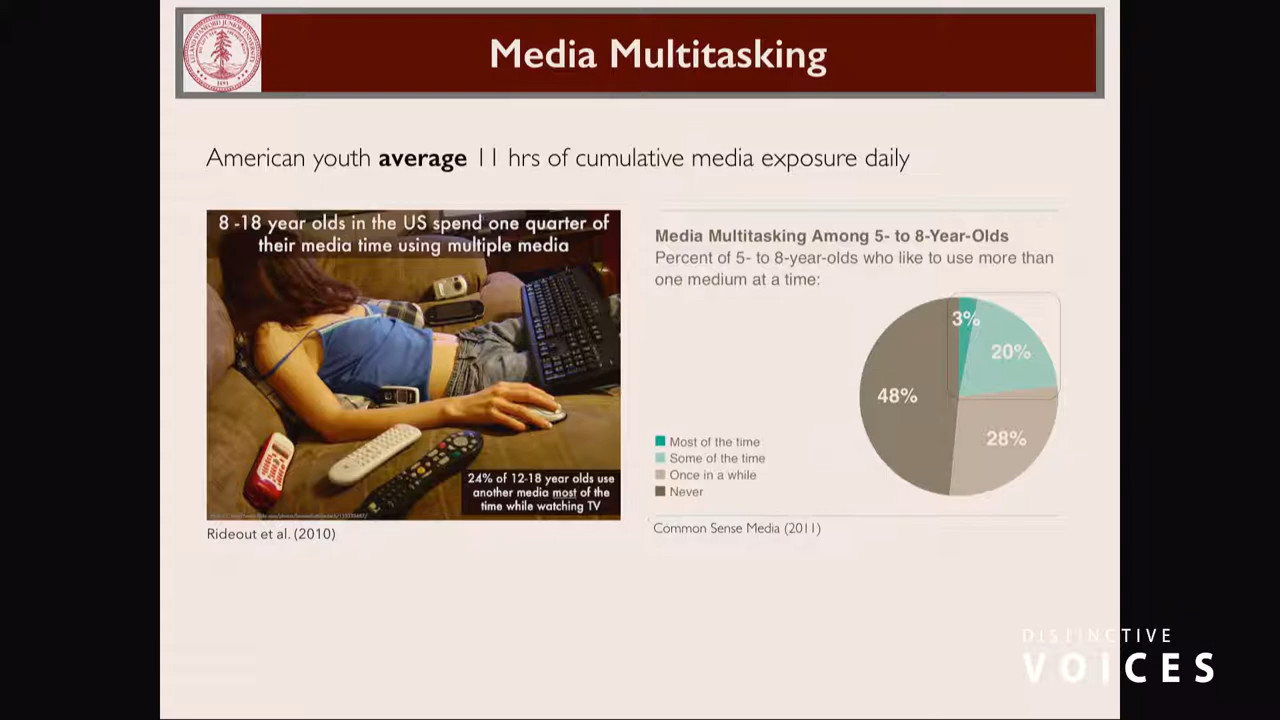 Media Multitasking
American youth average 11 hrs of cumulative media exposure daily
8 -18 year olds in the US spend one quarter of
their media time using multiple media
24% of 12-18 year olds use
another media most of the
time while watching TV
Rideout et al. (2010)
Media Multitasking Among 5- to 8-Year-Olds
Percent of 5- to 8-year-olds who like to use more than
one medium at a time:
3%
20%
48%
28%
Most of the time
Some of the time
Once in a while
Never
Common Sense Media (2011)
DISTINCTIVE
VOICES